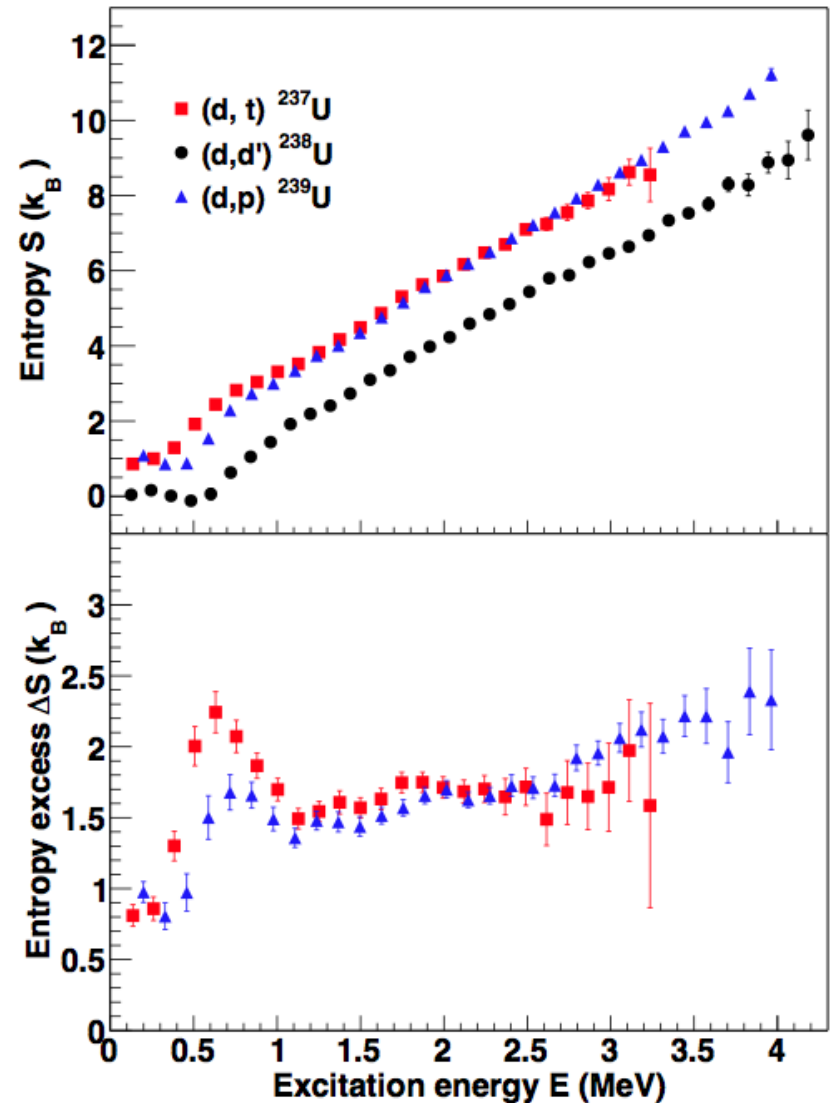 12
10
8
6
4
2
0
Entropy S (k_B)
(d, t) ²³⁷U
(d,d') ²³⁸U
(d,p) ²³⁹U
3
2.5
2
1.5
1
0.5
0
Entropy excess ΔS (k_B)
0 0.5 1 1.5 2 2.5 3 3.5 4
Excitation energy E (MeV)